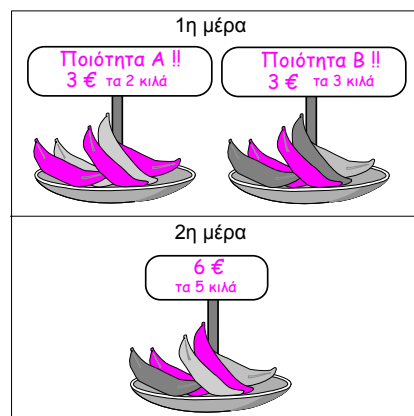 1η μέρα
Ποιότητα Α !!
3 € τα 2 κιλά
Ποιότητα Β !!
3 € τα 3 κιλά
2η μέρα
6 €
τα 5 κιλά